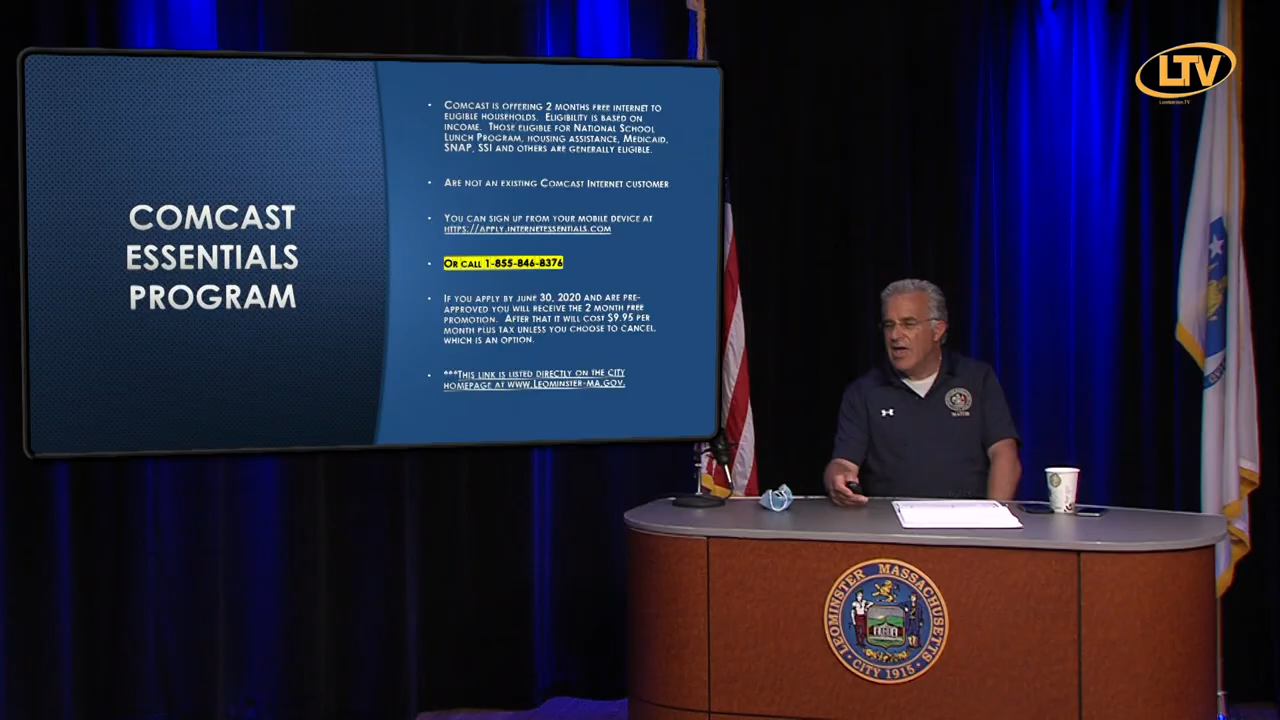 COMCAST
ESSENTIALS
PROGRAM
• COMCAST IS OFFERING 2 MONTHS FREE INTERNET TO
ELIGIBLE HOUSEHOLDS. ELIGIBILITY IS BASED ON
INCOME. THOSE ELIGIBLE FOR NATIONAL SCHOOL
LUNCH PROGRAM, HOUSING ASSISTANCE, MEDICAID,
SNAP, SSI AND OTHERS ARE GENERALLY ELIGIBLE.
• ARE NOT AN EXISTING COMCAST INTERNET CUSTOMER
• YOU CAN SIGN UP FROM YOUR MOBILE DEVICE AT
HTTPS://APPLY.INTERNETESSENTIALS.COM
• OR CALL 1-855-846-8376
• IF YOU APPLY BY JUNE 30, 2020 AND ARE PRE-
APPROVED YOU WILL RECEIVE THE 2 MONTH FREE
PROMOTION. AFTER THAT IT WILL COST $9.95 PER
MONTH PLUS TAX UNLESS YOU CHOOSE TO CANCEL.
WHICH IS AN OPTION.
• ***THIS LINK IS LISTED DIRECTLY ON THE CITY
HOMEPAGE AT WWW.LEOMINSTER-MA.GOV.
LTV
Leominster.TV
LEOMINSTER MASSACHUSETTS
CITY 1915